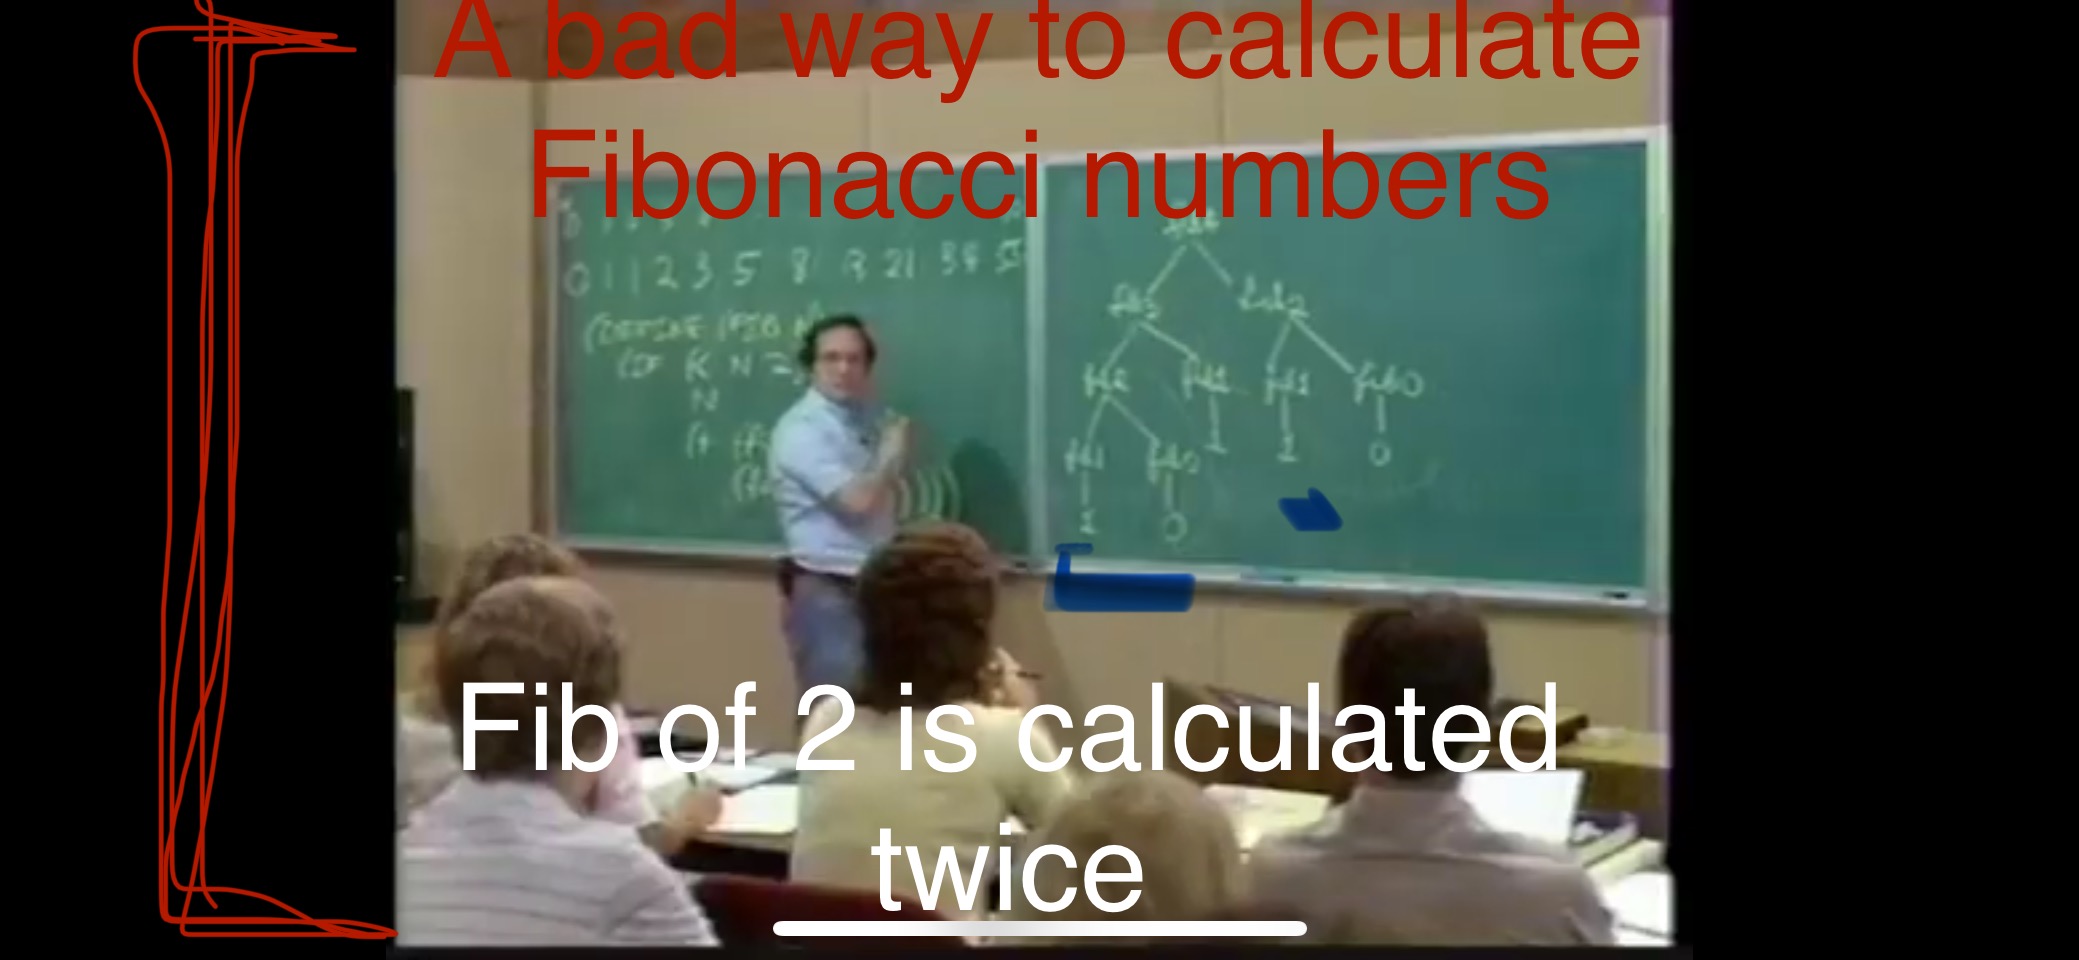 A bad way to calculate
Fibonacci numbers
0 1 1 2 3 5 8 13 21 34 55
(DEFINE (FIB N)
(IF (< N 2)
N
(+
fib4
fib3 fib2
fib2 fib1 fib1 fib0
fib1 fib0 1 1 0
1 0
Fib of 2 is calculated
twice